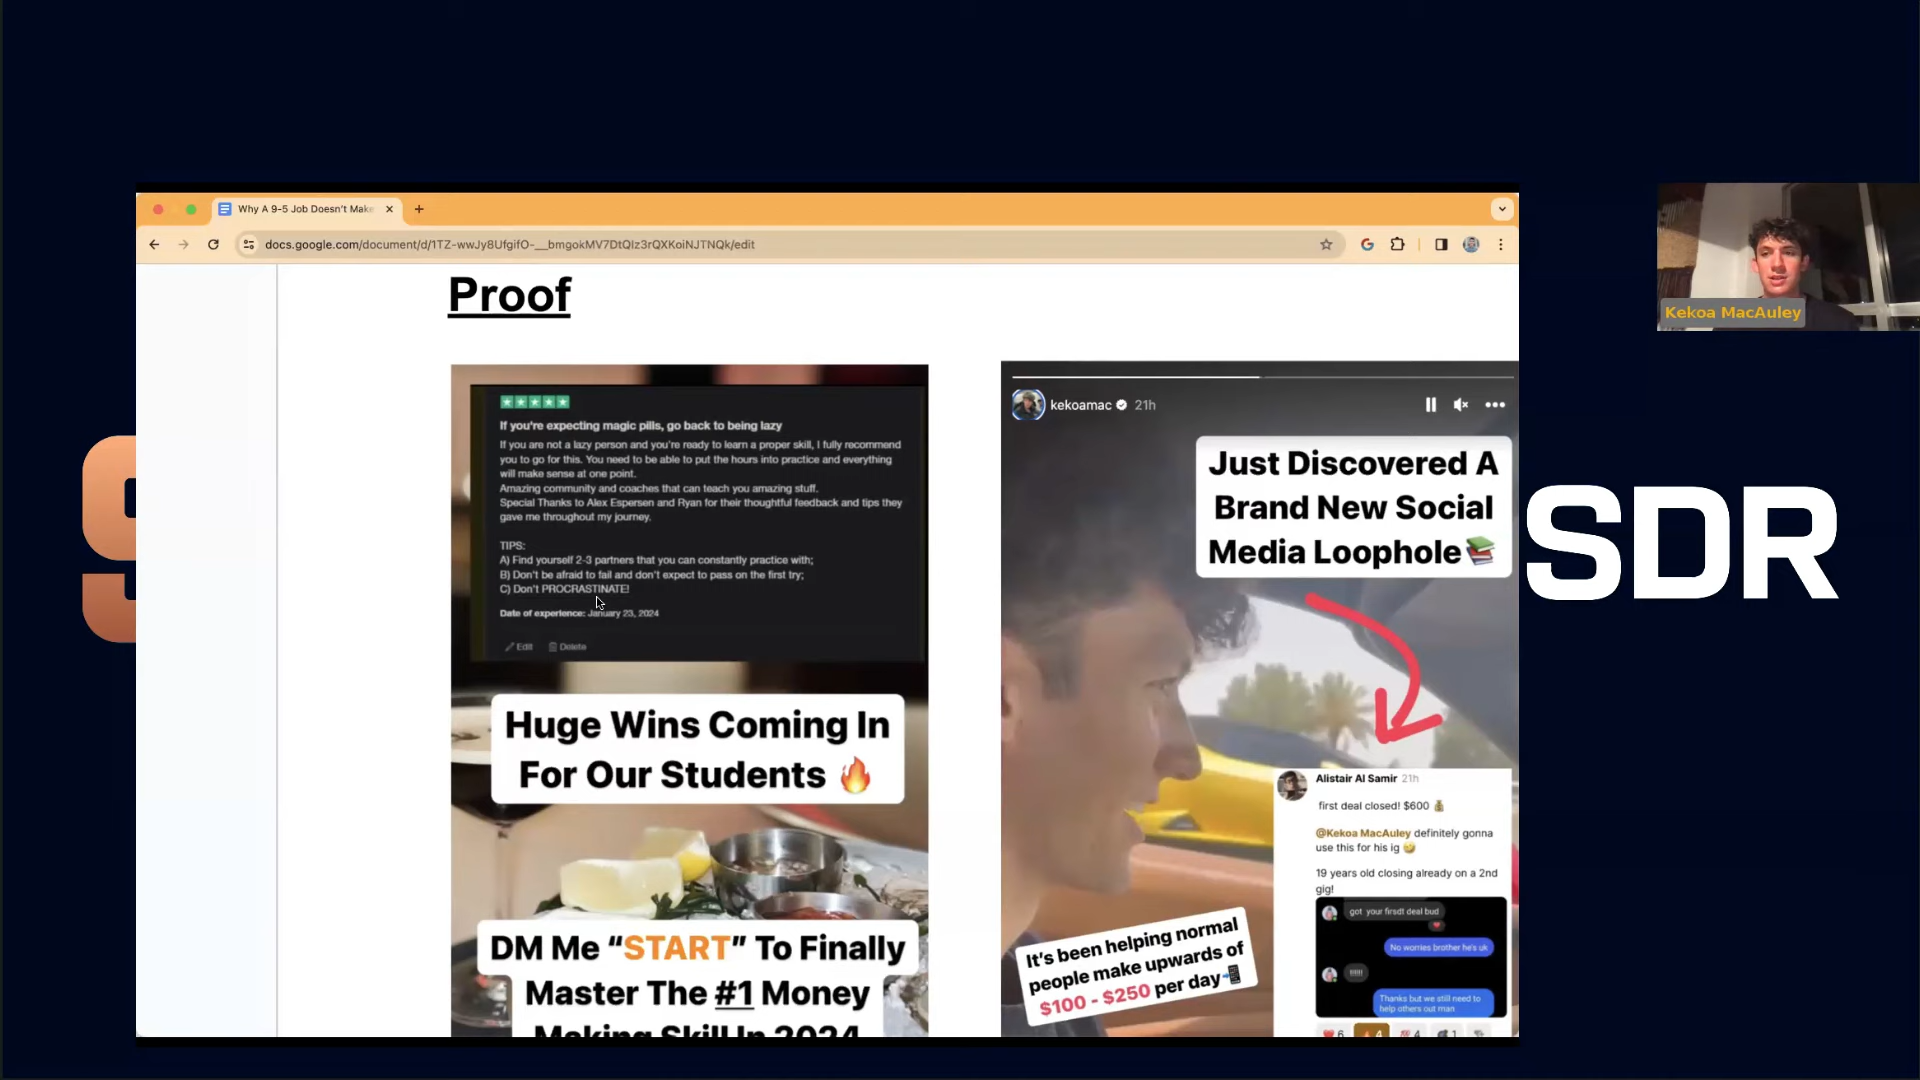 Why A 9-5 Job Doesn't Make
docs.google.com/document/d/1TZ-wwJy8UfgifO-__bmgokMV7DtQIz3rQXKoiNJTNQk/edit
Proof
If you're expecting magic pills, go back to being lazy
If you are not a lazy person and you're ready to learn a proper skill, I fully recommend
you to go for this. You need to be able to put the hours into practice and everything
will make sense at one point.
Amazing community and coaches that can teach you amazing stuff.
Special Thanks to Alex Espersen and Ryan for their thoughtful feedback and tips they
gave me throughout my journey.
TIPS:
A) Find yourself 2-3 partners that you can constantly practice with;
B) Don't be afraid to fail and don't expect to pass on the first try;
C) Don't PROCRASTINATE!
Date of experience: January 23, 2024
Edit Delete
Huge Wins Coming In
For Our Students 🔥
DM Me “START” To Finally
Master The #1 Money
Making Skill In 2024
kekoamac 21h
Just Discovered A
Brand New Social
Media Loophole📚
It's been helping normal
people make upwards of
$100 - $250 per day📲
Alistair Al Samir 21h
first deal closed! $600 💰
@Kekoa MacAuley definitely gonna
use this for his ig 🤣
19 years old closing already on a 2nd
gig!
got your firsdt deal bud
No worries brother he's uk
!!!!!
Thanks but we still need to
help others out man
6 4 4 1
Kekoa MacAuley
SDR